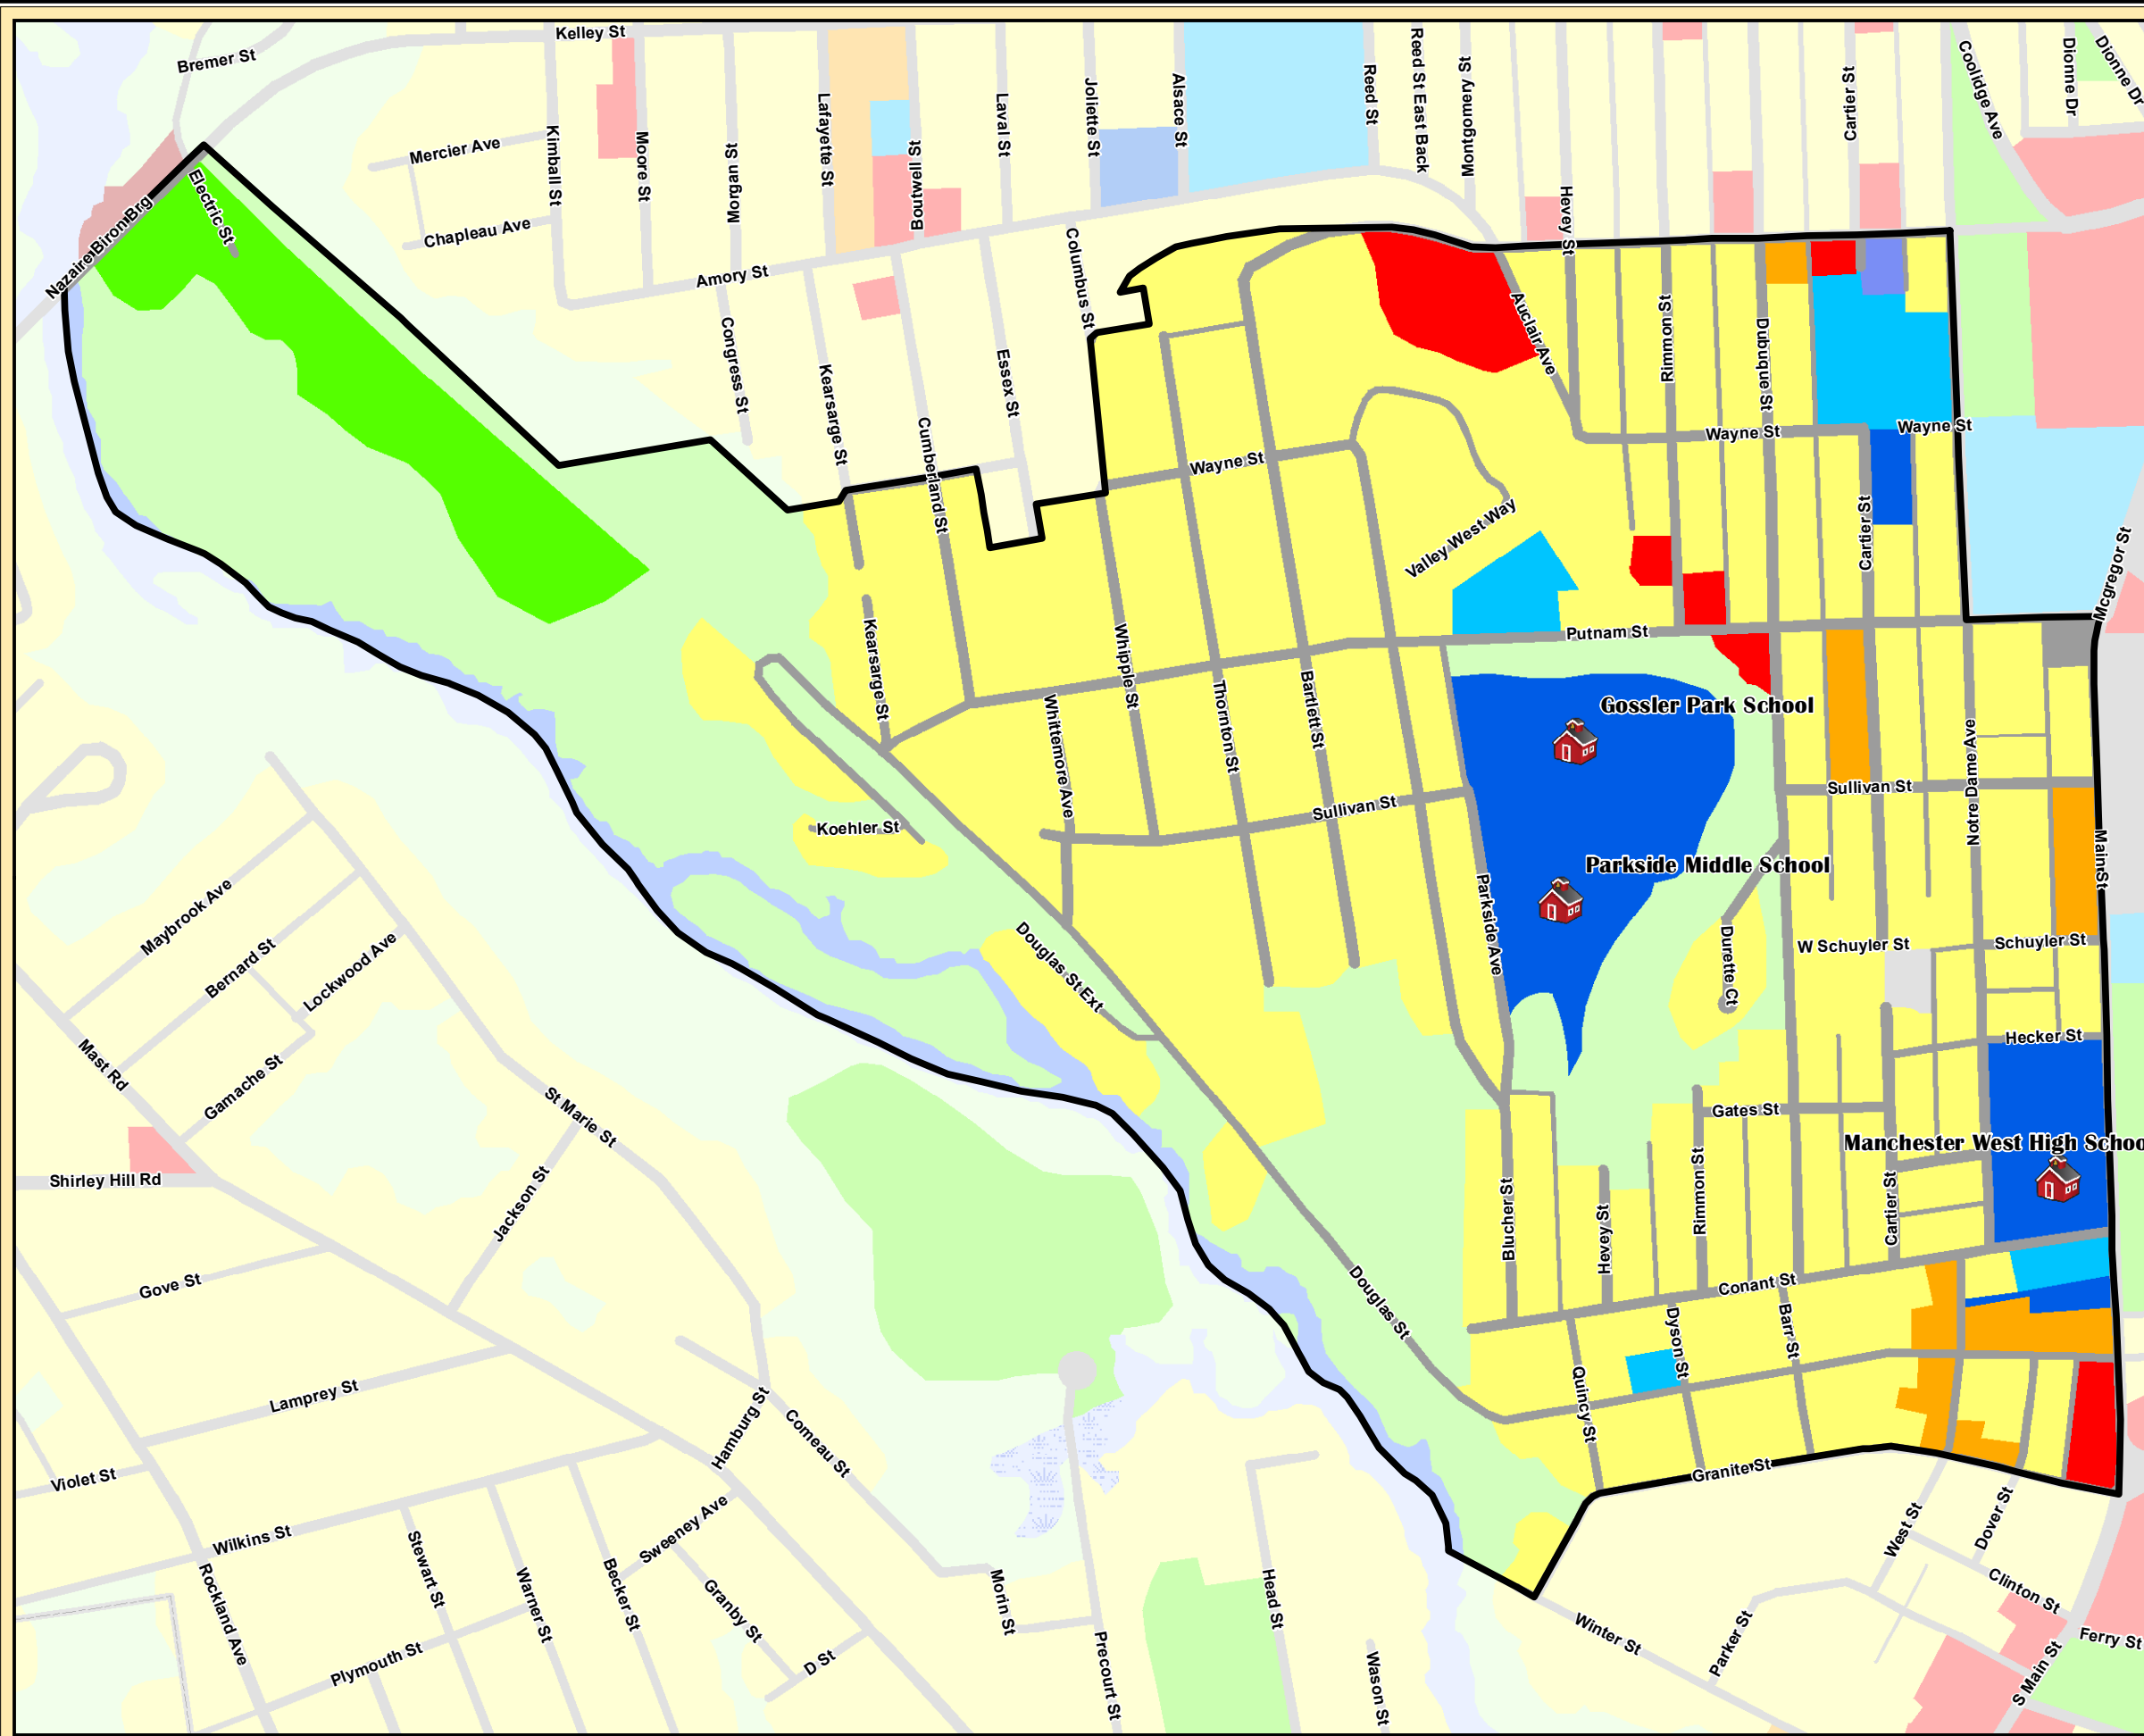 Kelley St
Bremer St
Coolidge Ave
Dionne Dr
Dionne Dr
Reed St East Back
Montgomery St
Reed St
Cartier St
Alsace St
Joliette St
Laval St
Lafayette St
Mercier Ave
Kimball St
Moore St
Morgan St
Boutwell St
Electric St
Nazaire Biron Brg
Chapleau Ave
Hevey St
Columbus St
Amory St
Auclair Ave
Rimmon St
Dubuque St
Congress St
Kearsarge St
Essex St
Cumberland St
Wayne St
Wayne St
Wayne St
Valley West Way
Cartier St
Mcgregor St
Putnam St
Kearsarge St
Whipple St
Thornton St
Bartlett St
Whittemore Ave
Gossler Park School
Notre Dame Ave
Sullivan St
Sullivan St
Koehler St
Main St
Parkside Middle School
Parkside Ave
Maybrook Ave
Bernard St
Lockwood Ave
Douglas St Ext
Durette Ct
W Schuyler St
Schuyler St
Hecker St
Mast Rd
Gamache St
St Marie St
Gates St
Manchester West High Schoo
Shirley Hill Rd
Jackson St
Blucher St
Hevey St
Rimmon St
Cartier St
Gove St
Douglas St
Conant St
Dyson St
Barr St
Lamprey St
Hamburg St
Comeau St
Quincy St
Violet St
Granite St
Wilkins St
Sweeney Ave
West St
Dover St
Rockland Ave
Stewart St
Warner St
Becker St
Granby St
Morin St
Head St
Clinton St
Winter St
Parker St
Ferry St
Plymouth St
D St
Precourt St
Wason St
S Main St